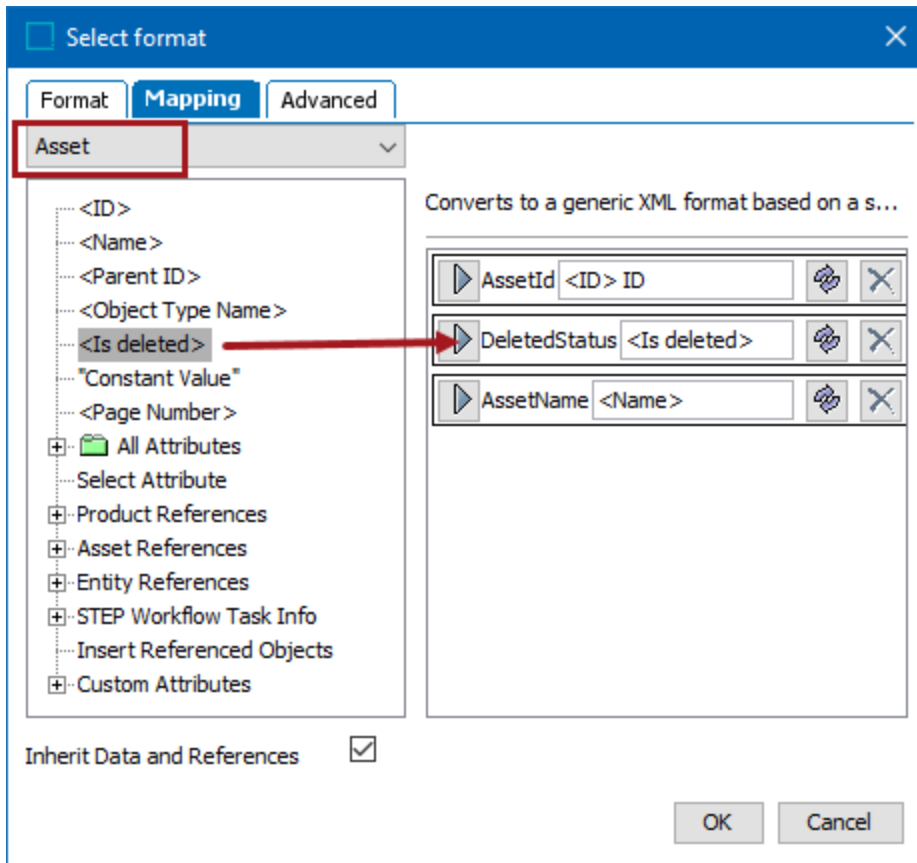 Select format
Format Mapping Advanced
Asset
<ID>
<Name>
<Parent ID>
<Object Type Name>
<Is deleted>
"Constant Value"
<Page Number>
All Attributes
Select Attribute
Product References
Asset References
Entity References
STEP Workflow Task Info
Insert Referenced Objects
Custom Attributes
Converts to a generic XML format based on a s...
AssetId <ID> ID
DeletedStatus <Is deleted>
AssetName <Name>
Inherit Data and References
OK Cancel